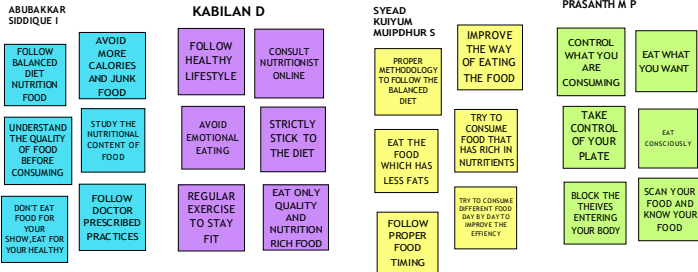 ABUBAKKAR
SIDDIQUE I
FOLLOW
BALANCED
DIET
NUTRITION
FOOD
AVOID
MORE
CALORIES
AND JUNK
FOOD
UNDERSTAND
THE QUALITY
OF FOOD
BEFORE
CONSUMING
STUDY THE
NUTRITIONAL
CONTENT OF
FOOD
DON'T EAT
FOOD FOR
YOUR
SHOW,EAT FOR
YOUR HEALTHY
FOLLOW
DOCTOR
PRESCRIBED
PRACTICES
KABILAN D
FOLLOW
HEALTHY
LIFESTYLE
CONSULT
NUTRITIONIST
ONLINE
AVOID
EMOTIONAL
EATING
STRICTLY
STICK TO
THE DIET
REGULAR
EXERCISE
TO STAY
FIT
EAT ONLY
QUALITY
AND
NUTRITION
RICH FOOD
SYEAD
KUIYUM
MUIPDHUR S
PROPER
METHODOLOGY
TO FOLLOW THE
BALANCED
DIET
IMPROVE
THE WAY
OF EATING
THE FOOD
EAT THE
FOOD
WHICH HAS
LESS FATS
TRY TO
CONSUME
FOOD THAT
HAS RICH IN
NUTRITIENTS
FOLLOW
PROPER
FOOD
TIMING
TRY TO CONSUME
DIFFERENT FOOD
DAY BY DAY TO
IMPROVE THE
EFFIENCY
PRASANTH M P
CONTROL
WHAT YOU
ARE
CONSUMING
EAT WHAT
YOU WANT
TAKE
CONTROL
OF YOUR
PLATE
EAT
CONSCIOUSLY
BLOCK THE
THEIVES
ENTERING
YOUR BODY
SCAN YOUR
FOOD AND
KNOW YOUR
FOOD